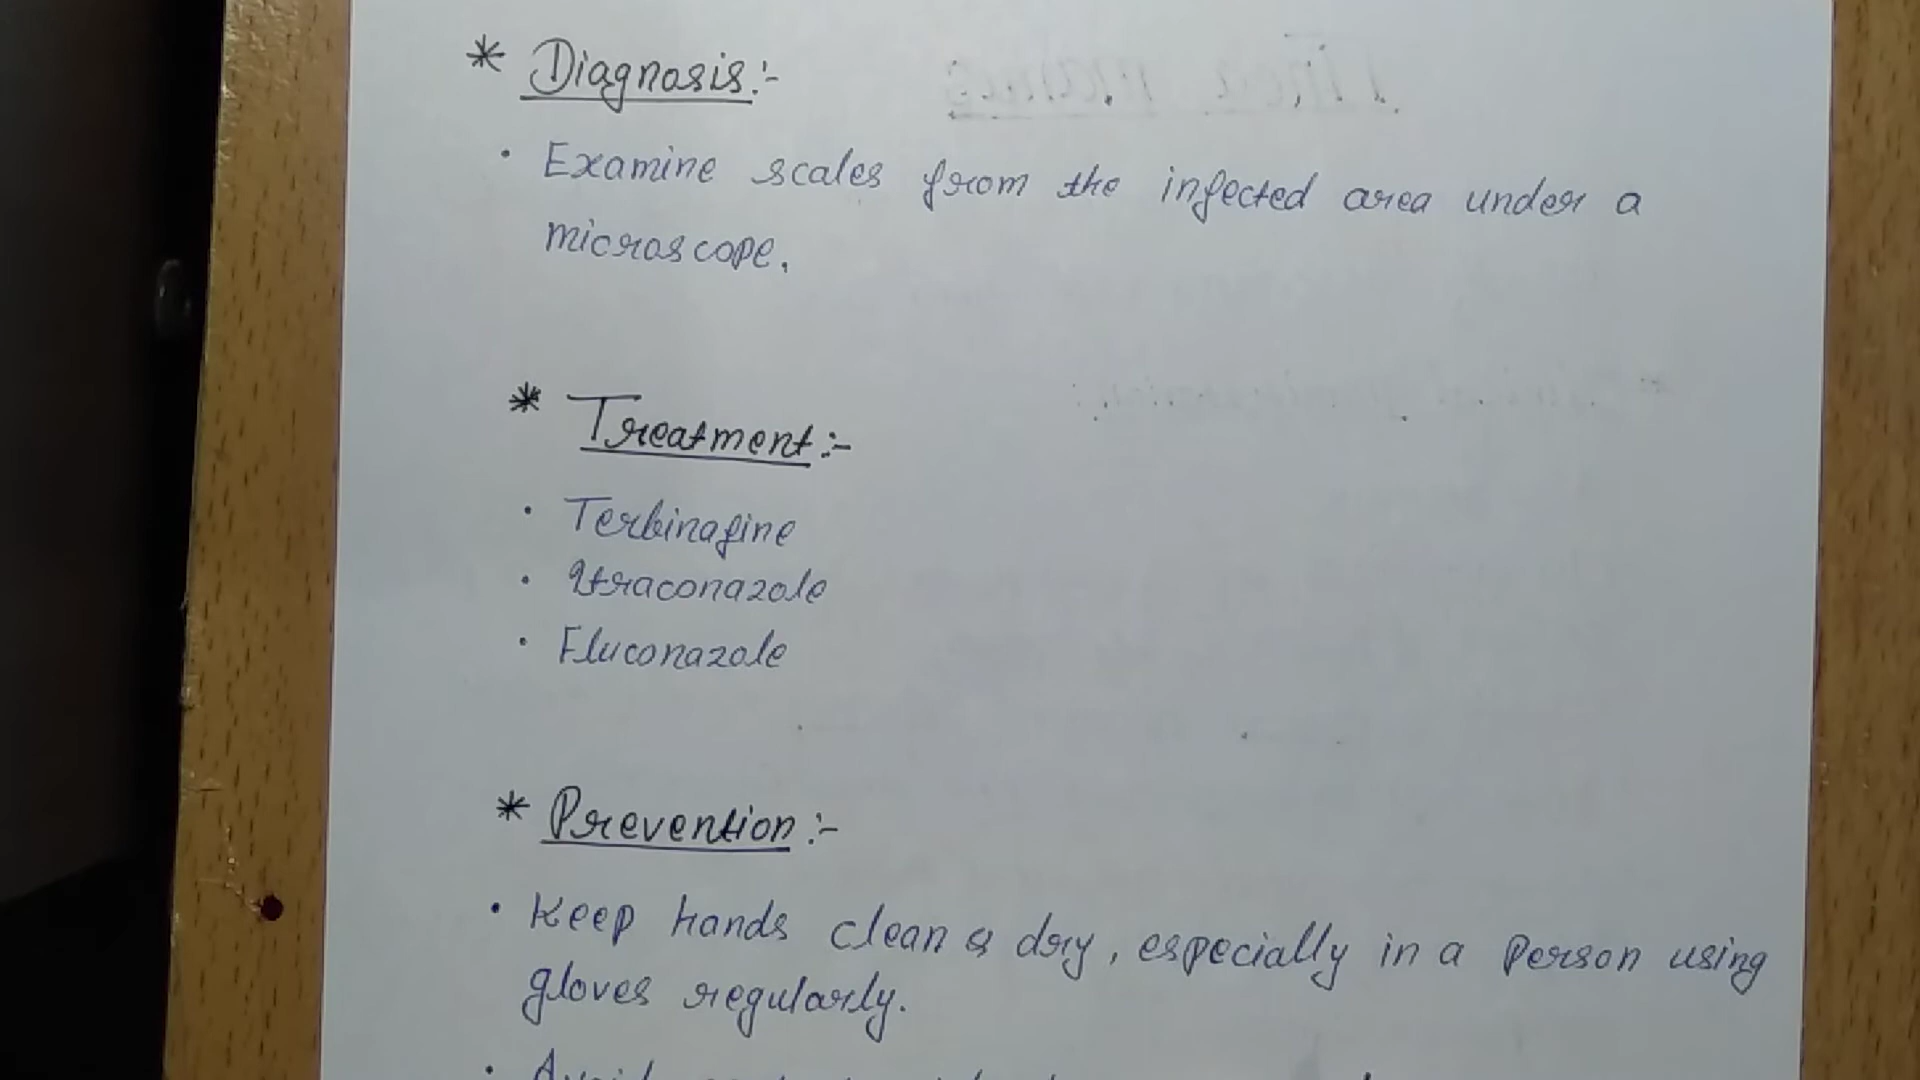 * Diagnosis:-
• Examine scales from the infected area under a
microscope.
* Treatment:-
• Terbinafine
• Itraconazole
• Fluconazole
* Prevention:-
• Keep hands clean & dry, especially in a person using
gloves regularly.
• Avoid